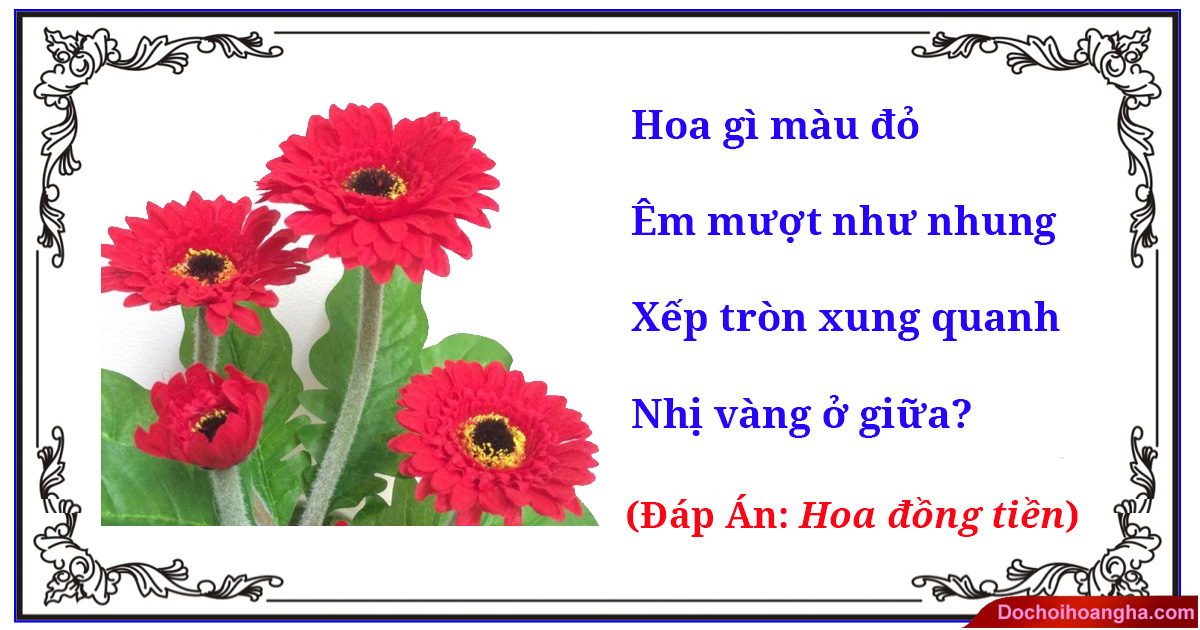 Hoa gì màu đỏ
Êm mượt như nhung
Xếp tròn xung quanh
Nhị vàng ở giữa?
(Đáp Án: Hoa đồng tiền)
Dochoihoangha.com